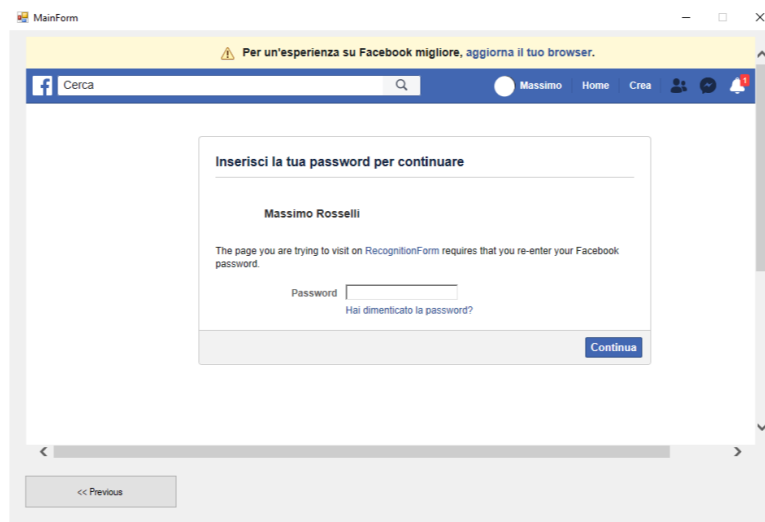 MainForm
Per un'esperienza su Facebook migliore, aggiorna il tuo browser.
f Cerca Massimo Home Crea 1
Inserisci la tua password per continuare
Massimo Rosselli
The page you are trying to visit on RecognitionForm requires that you re-enter your Facebook
password.
Password
Hai dimenticato la password?
Continua
<< Previous